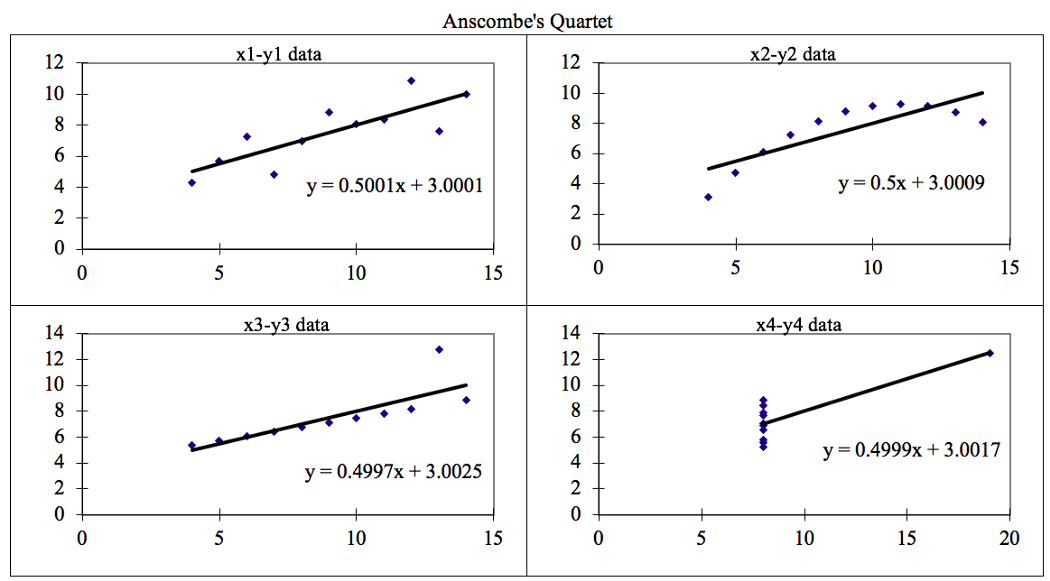 Anscombe's Quartet
x1-y1 data
12
10
8
6
4
2
0
y = 0.5001x + 3.0001
0 5 10 15
x2-y2 data
12
10
8
6
4
2
0
y = 0.5x + 3.0009
0 5 10 15
x3-y3 data
14
12
10
8
6
4
2
0
y = 0.4997x + 3.0025
0 5 10 15
x4-y4 data
14
12
10
8
6
4
2
0
y = 0.4999x + 3.0017
0 5 10 15 20